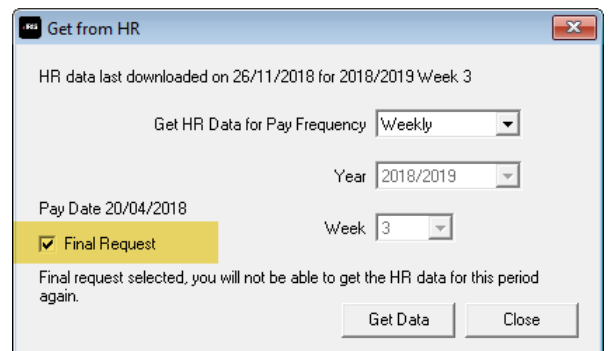 IRIS Get from HR
HR data last downloaded on 26/11/2018 for 2018/2019 Week 3
Get HR Data for Pay Frequency Weekly
Year 2018/2019
Pay Date 20/04/2018
Week 3
Final Request
Final request selected, you will not be able to get the HR data for this period
again.
Get Data Close